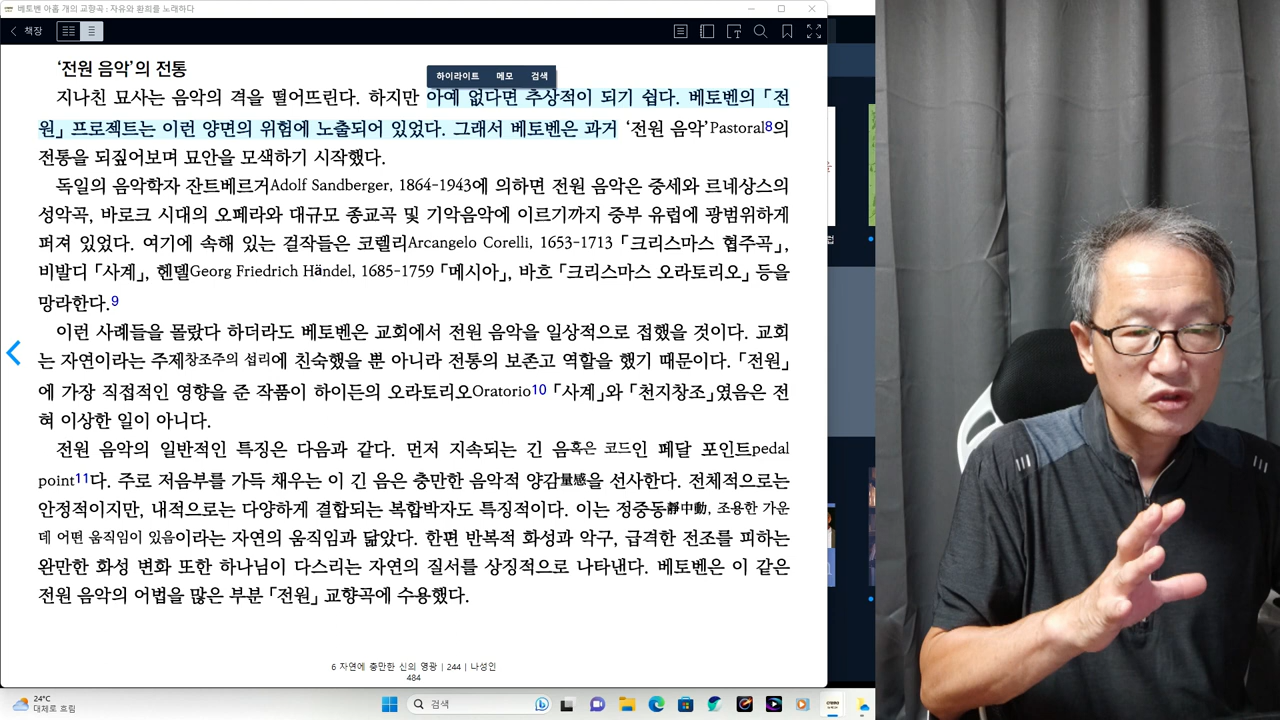 베토벤 아홉 개의 교향곡 : 자유와 환희를 노래하다
책장
하이라이트 메모 검색
‘전원 음악’의 전통
지나친 묘사는 음악의 격을 떨어뜨린다. 하지만 아예 없다면 추상적이 되기 쉽다. 베토벤의 「전
원」 프로젝트는 이런 양면의 위험에 노출되어 있었다. 그래서 베토벤은 과거 ‘전원 음악’Pastoral8의
전통을 되짚어보며 묘안을 모색하기 시작했다.
독일의 음악학자 잔트베르거Adolf Sandberger, 1864-1943에 의하면 전원 음악은 중세와 르네상스의
성악곡, 바로크 시대의 오페라와 대규모 종교곡 및 기악음악에 이르기까지 중부 유럽에 광범위하게
퍼져 있었다. 여기에 속해 있는 걸작들은 코렐리Arcangelo Corelli, 1653-1713 「크리스마스 협주곡」,
비발디 「사계」, 헨델Georg Friedrich Händel, 1685-1759 「메시아」, 바흐 「크리스마스 오라토리오」 등을
망라한다.9
이런 사례들을 몰랐다 하더라도 베토벤은 교회에서 전원 음악을 일상적으로 접했을 것이다. 교회
는 자연이라는 주제창조주의 섭리에 친숙했을 뿐 아니라 전통의 보존고 역할을 했기 때문이다. 「전원」
에 가장 직접적인 영향을 준 작품이 하이든의 오라토리오Oratorio10 「사계」와 「천지창조」였음은 전
혀 이상한 일이 아니다.
전원 음악의 일반적인 특징은 다음과 같다. 먼저 지속되는 긴 음혹은 코드인 페달 포인트pedal
point11다. 주로 저음부를 가득 채우는 이 긴 음은 충만한 음악적 양감量感을 선사한다. 전체적으로는
안정적이지만, 내적으로는 다양하게 결합되는 복합박자도 특징적이다. 이는 정중동靜中動, 조용한 가운
데 어떤 움직임이 있음이라는 자연의 움직임과 닮았다. 한편 반복적 화성과 악구, 급격한 전조를 피하는
완만한 화성 변화 또한 하나님이 다스리는 자연의 질서를 상징적으로 나타낸다. 베토벤은 이 같은
전원 음악의 어법을 많은 부분 「전원」 교향곡에 수용했다.
6 자연에 충만한 신의 영광 | 244 | 나성인
484
24°C
대체로 흐림
검색